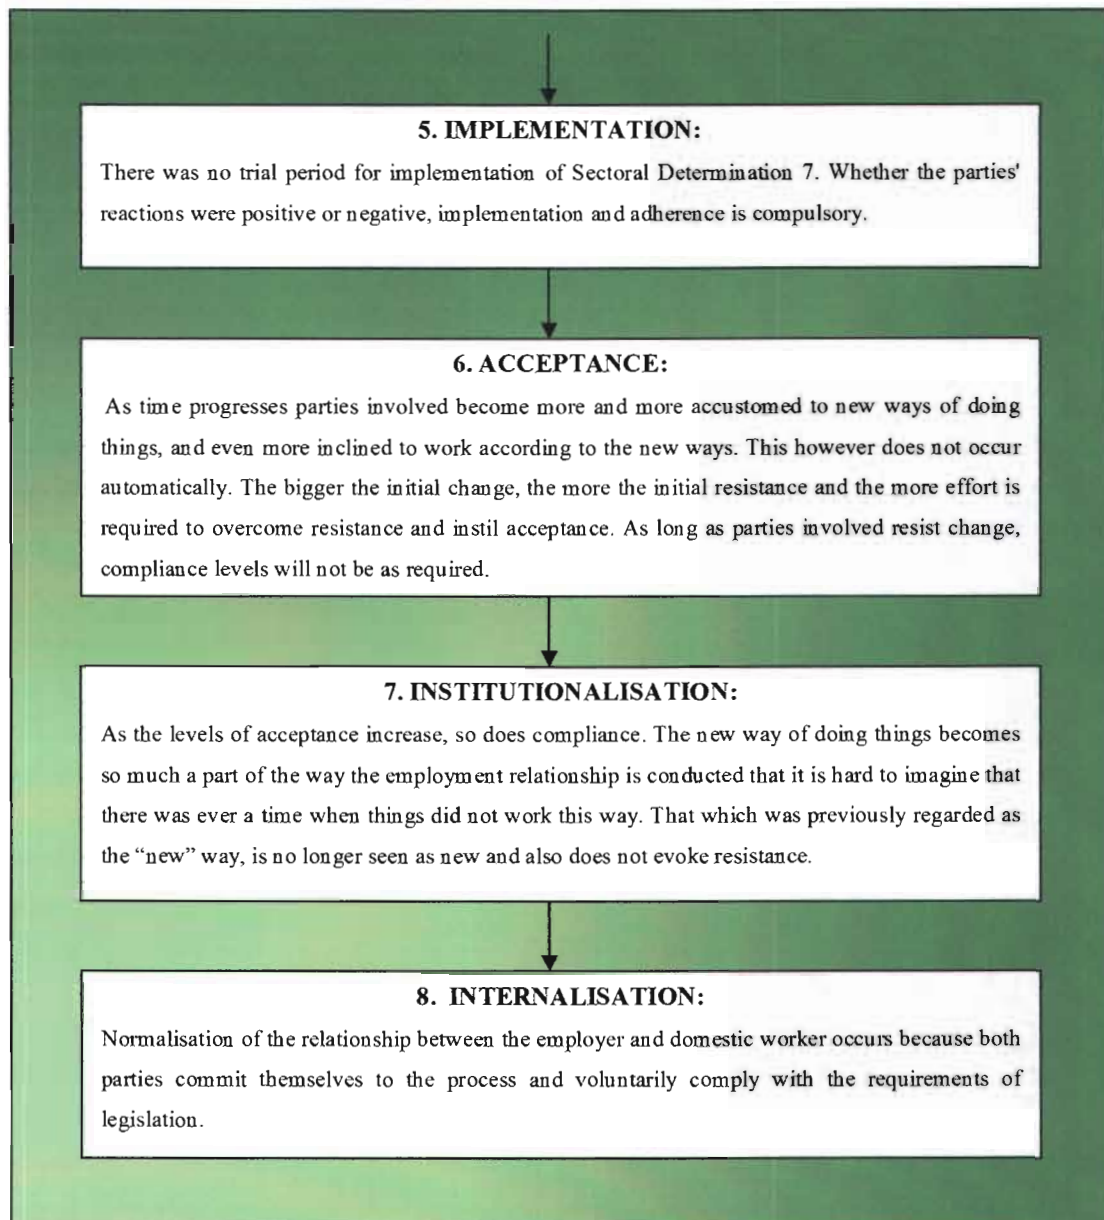 5. IMPLEMENTATION:
There was no trial period for implementation of Sectoral Determination 7. Whether the parties'
reactions were positive or negative, implementation and adherence is compulsory.
6. ACCEPTANCE:
As time progresses parties involved become more and more accustomed to new ways of doing
things, and even more inclined to work according to the new ways. This however does not occur
automatically. The bigger the initial change, the more the initial resistance and the more effort is
required to overcome resistance and instil acceptance. As long as parties involved resist change,
compliance levels will not be as required.
7. INSTITUTIONALISATION:
As the levels of acceptance increase, so does compliance. The new way of doing things becomes
so much a part of the way the employment relationship is conducted that it is hard to imagine that
there was ever a time when things did not work this way. That which was previously regarded as
the “new” way, is no longer seen as new and also does not evoke resistance.
8. INTERNALISATION:
Normalisation of the relationship between the employer and domestic worker occurs because both
parties commit themselves to the process and voluntarily comply with the requirements of
legislation.